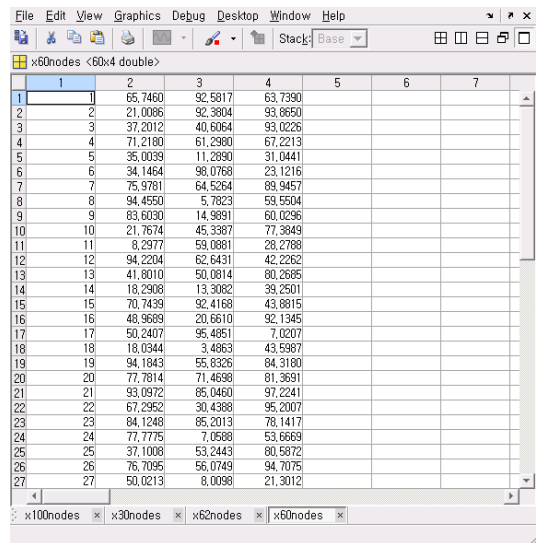 File Edit View Graphics Debug Desktop Window Help
Stack: Base
x60nodes <60x4 double>
1 2 3 4 5 6 7
1 1 65,7460 92,5817 63,7390
2 2 21,0086 92,3804 93,8650
3 3 37,2012 40,6064 93,0226
4 4 71,2180 61,2980 67,2213
5 5 35,0039 11,2890 31,0441
6 6 34,1464 98,0768 23,1216
7 7 75,9781 64,5264 89,9457
8 8 94,4550 5,7823 59,5504
9 9 83,6030 14,9891 60,0296
10 10 21,7674 45,3387 77,3849
11 11 8,2977 59,0881 28,2788
12 12 94,2204 62,6431 42,2262
13 13 41,8010 50,0814 80,2685
14 14 18,2908 13,3082 39,2501
15 15 70,7439 92,4168 43,8815
16 16 48,9689 20,6610 92,1345
17 17 50,2407 95,4851 7,0207
18 18 18,0344 3,4863 43,5987
19 19 94,1843 55,8326 84,3180
20 20 77,7814 71,4698 81,3691
21 21 93,0972 85,0460 97,2241
22 22 67,2952 30,4388 95,2007
23 23 84,1248 85,2013 78,1417
24 24 77,7775 7,0588 53,6669
25 25 37,1008 53,2443 80,5872
26 26 76,7095 56,0749 94,7075
27 27 50,0213 8,0098 21,3012
x100nodes x30nodes x62nodes x60nodes